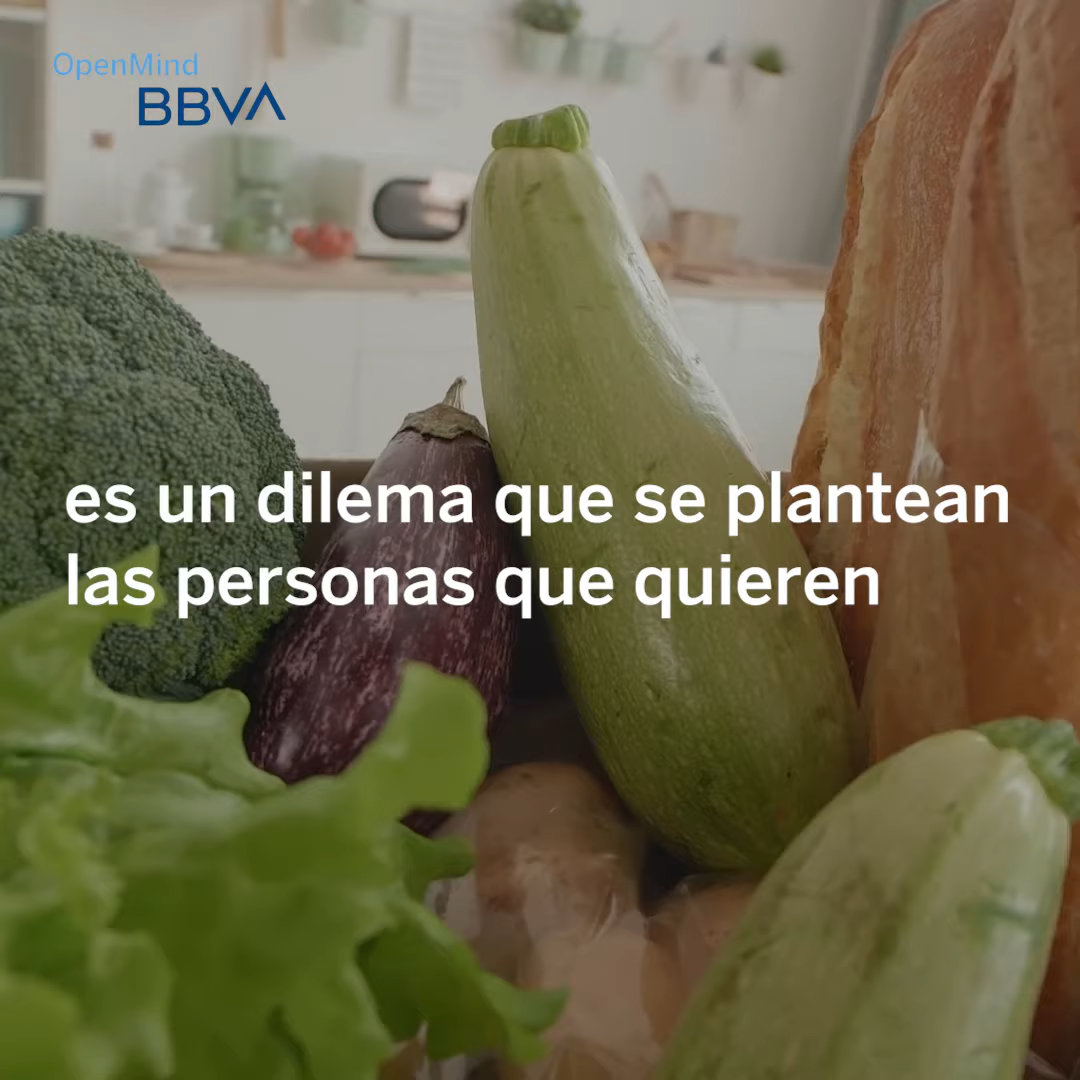 OpenMind
BBVA
es un dilema que se plantean
las personas que quieren